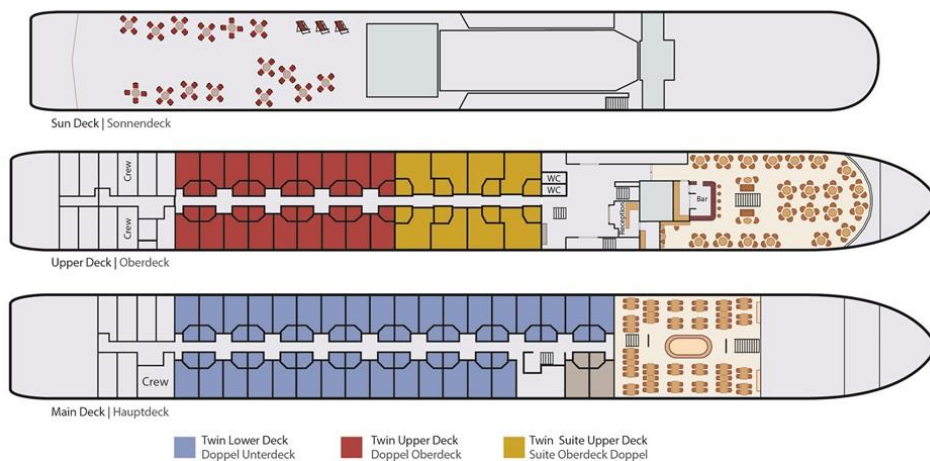 Sun Deck | Sonnendeck
Crew
WC
WC
Crew
Reception
Bar
Upper Deck | Oberdeck
Crew
Main Deck | Hauptdeck
Twin Lower Deck
Doppel Unterdeck
Twin Upper Deck
Doppel Oberdeck
Twin Suite Upper Deck
Suite Oberdeck Doppel